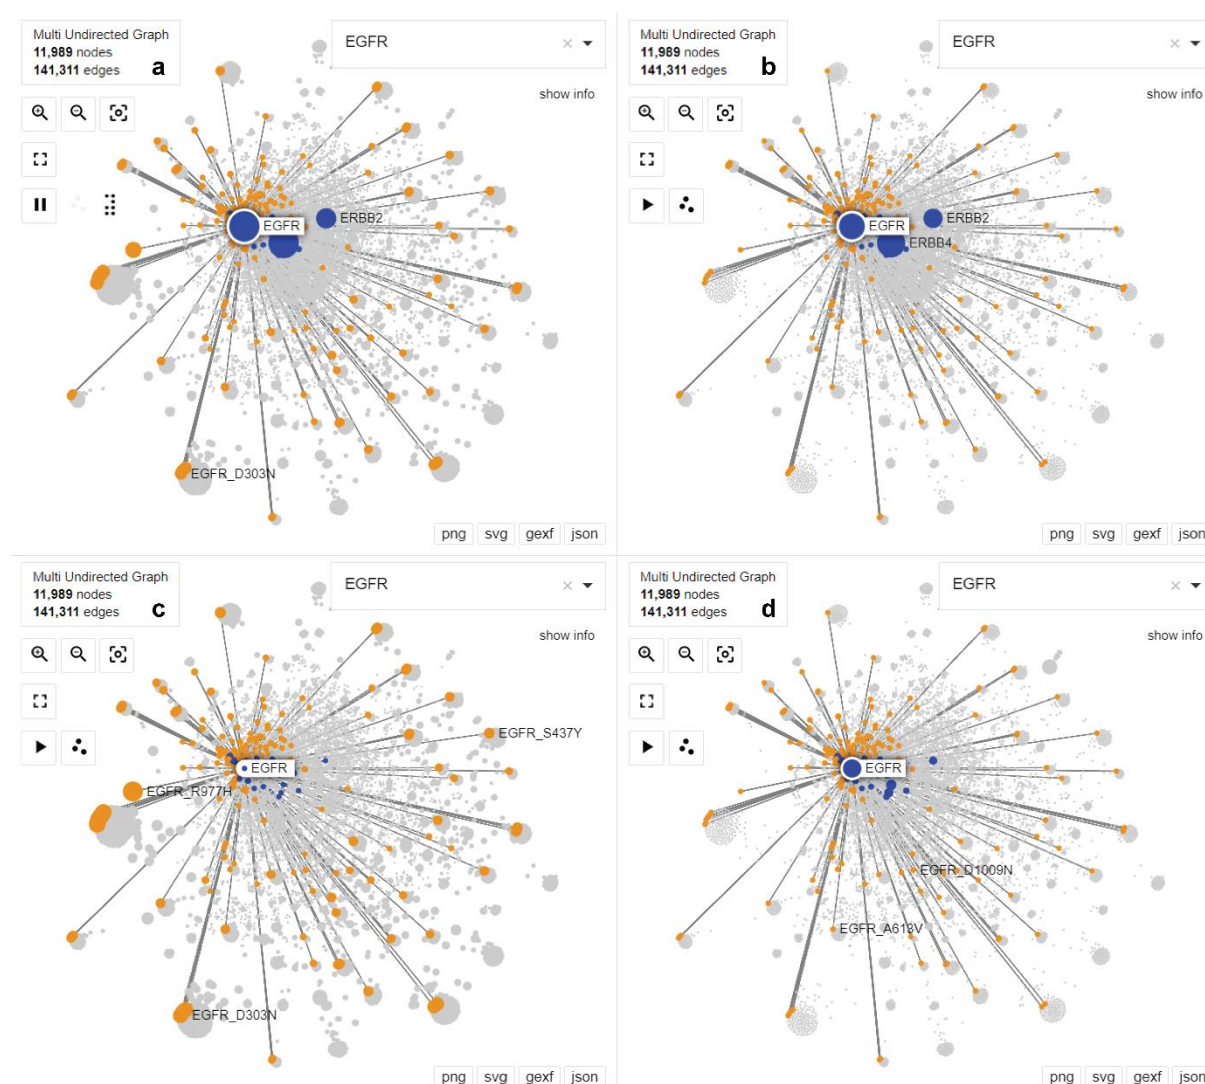 Multi Undirected Graph
11,989 nodes
141,311 edges
a
EGFR
show info
ERBB2
EGFR
EGFR_D303N
png svg gexf json
Multi Undirected Graph
11,989 nodes
141,311 edges
b
EGFR
show info
ERBB2
EGFR
ERBB4
png svg gexf json
Multi Undirected Graph
11,989 nodes
141,311 edges
c
EGFR
show info
EGFR_S437Y
EGFR
EGFR_R977H
EGFR_D303N
png svg gexf json
Multi Undirected Graph
11,989 nodes
141,311 edges
d
EGFR
show info
EGFR
EGFR_D1009N
EGFR_A613V
png svg gexf json